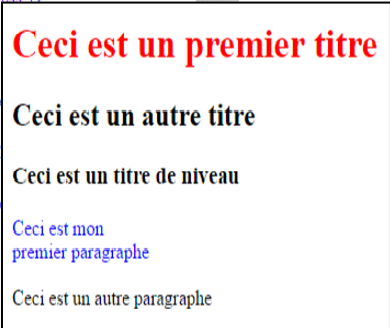 Ceci est un premier titre
Ceci est un autre titre
Ceci est un titre de niveau
Ceci est mon
premier paragraphe
Ceci est un autre paragraphe